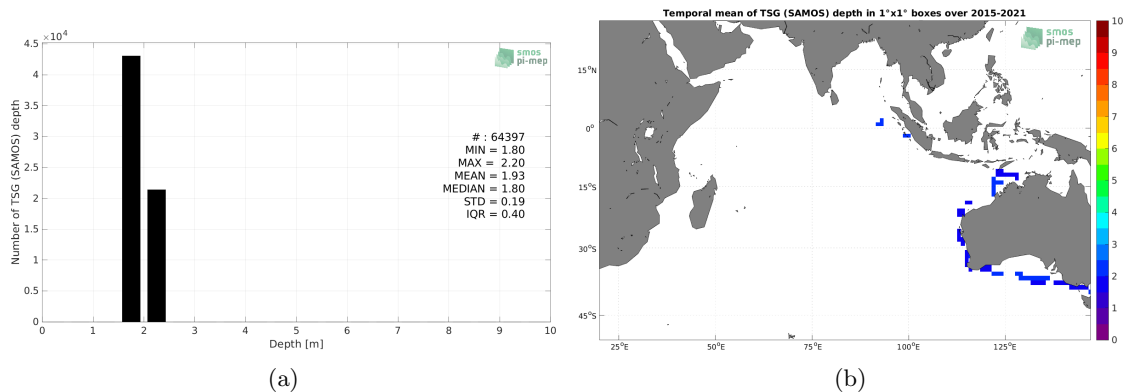 ×10⁴
4.5
4
3.5
3
2.5
2
1.5
1
0.5
0
Number of TSG (SAMOS) depth
0 1 2 3 4 5 6 7 8 9 10
Depth [m]
smos
pi-mep
# : 64397
MIN = 1.80
MAX = 2.20
MEAN = 1.93
MEDIAN = 1.80
STD = 0.19
IQR = 0.40
(a)
Temporal mean of TSG (SAMOS) depth in 1°x1° boxes over 2015-2021
smos
pi-mep
15°N
0°
15°S
30°S
45°S
25°E 50°E 75°E 100°E 125°E
10
9
8
7
6
5
4
3
2
1
0
(b)